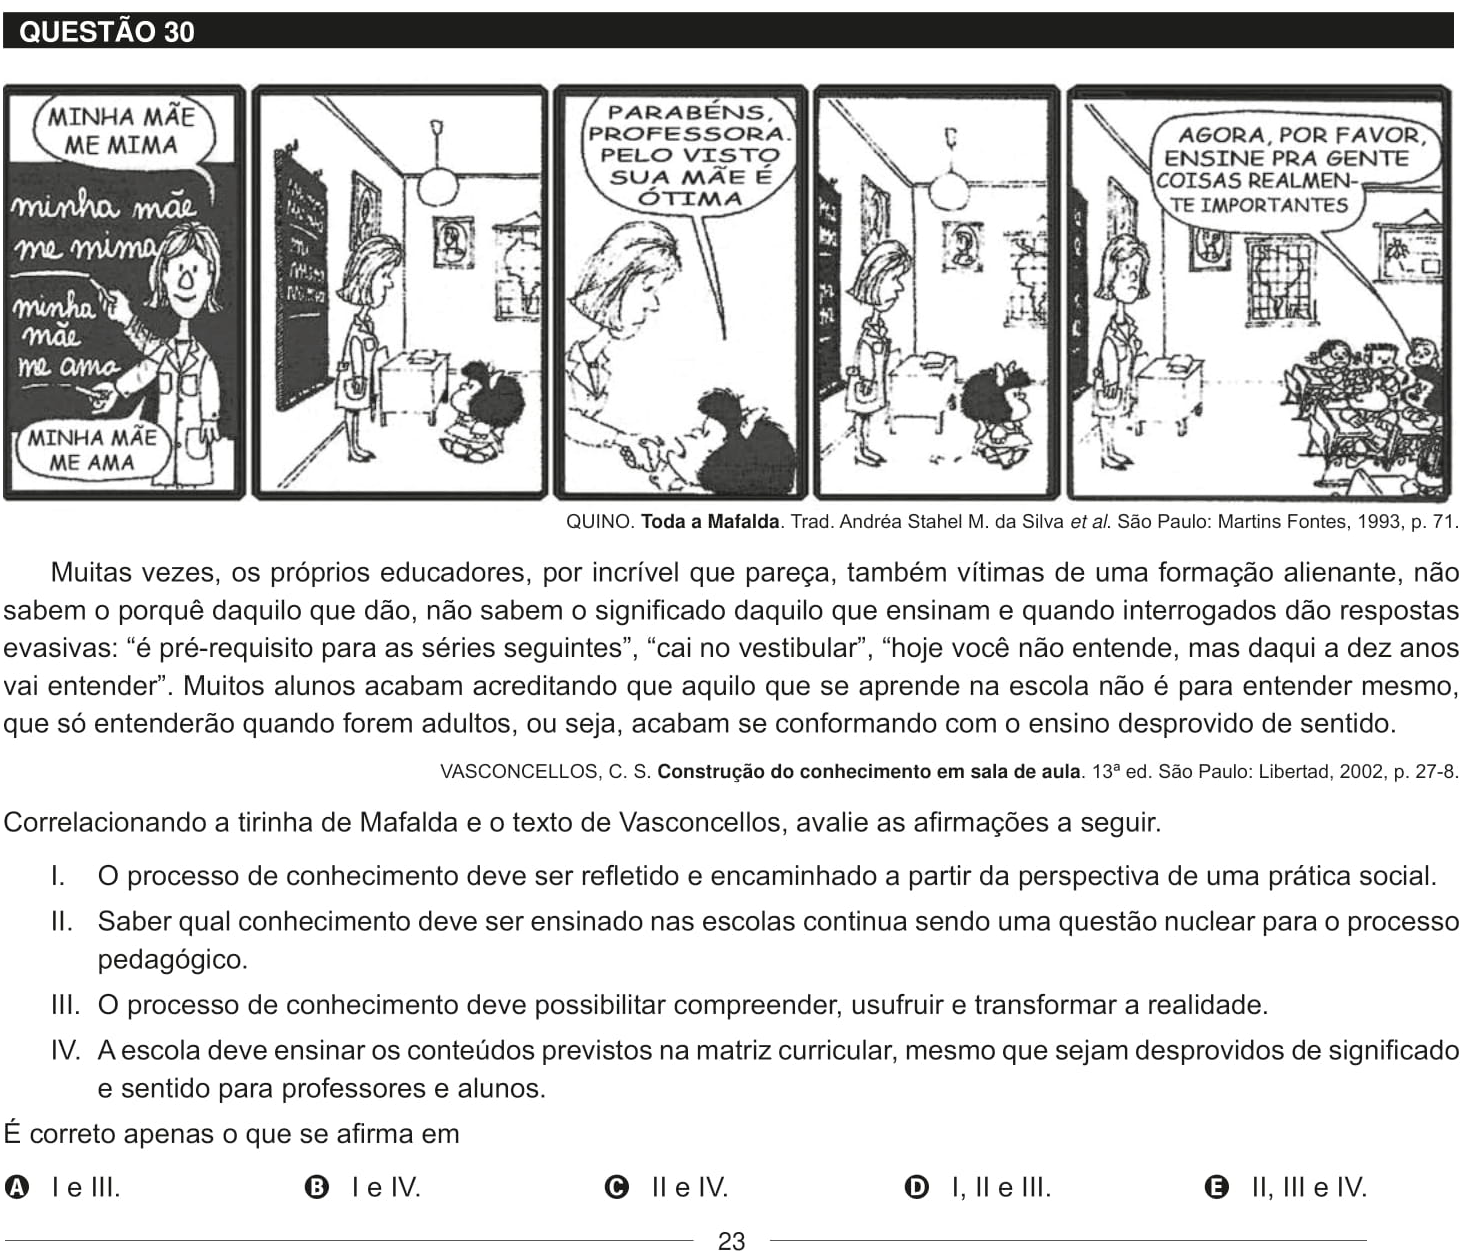 QUESTÃO 30
MINHA MÃE
ME MIMA
minha mãe
me mima
minha
mãe
me ama
MINHA MÃE
ME AMA
PARABÉNS,
PROFESSORA.
PELO VISTO
SUA MÃE É
ÓTIMA
AGORA, POR FAVOR,
ENSINE PRA GENTE
COISAS REALMEN-
TE IMPORTANTES
QUINO. Toda a Mafalda. Trad. Andréa Stahel M. da Silva et al. São Paulo: Martins Fontes, 1993, p. 71.
Muitas vezes, os próprios educadores, por incrível que pareça, também vítimas de uma formação alienante, não
sabem o porquê daquilo que dão, não sabem o significado daquilo que ensinam e quando interrogados dão respostas
evasivas: “é pré-requisito para as séries seguintes”, “cai no vestibular”, “hoje você não entende, mas daqui a dez anos
vai entender”. Muitos alunos acabam acreditando que aquilo que se aprende na escola não é para entender mesmo,
que só entenderão quando forem adultos, ou seja, acabam se conformando com o ensino desprovido de sentido.
VASCONCELLOS, C. S. Construção do conhecimento em sala de aula. 13ª ed. São Paulo: Libertad, 2002, p. 27-8.
Correlacionando a tirinha de Mafalda e o texto de Vasconcellos, avalie as afirmações a seguir.
I. O processo de conhecimento deve ser refletido e encaminhado a partir da perspectiva de uma prática social.
II. Saber qual conhecimento deve ser ensinado nas escolas continua sendo uma questão nuclear para o processo
pedagógico.
III. O processo de conhecimento deve possibilitar compreender, usufruir e transformar a realidade.
IV. A escola deve ensinar os conteúdos previstos na matriz curricular, mesmo que sejam desprovidos de significado
e sentido para professores e alunos.
É correto apenas o que se afirma em
A I e III. B I e IV. C II e IV. D I, II e III. E II, III e IV.
23